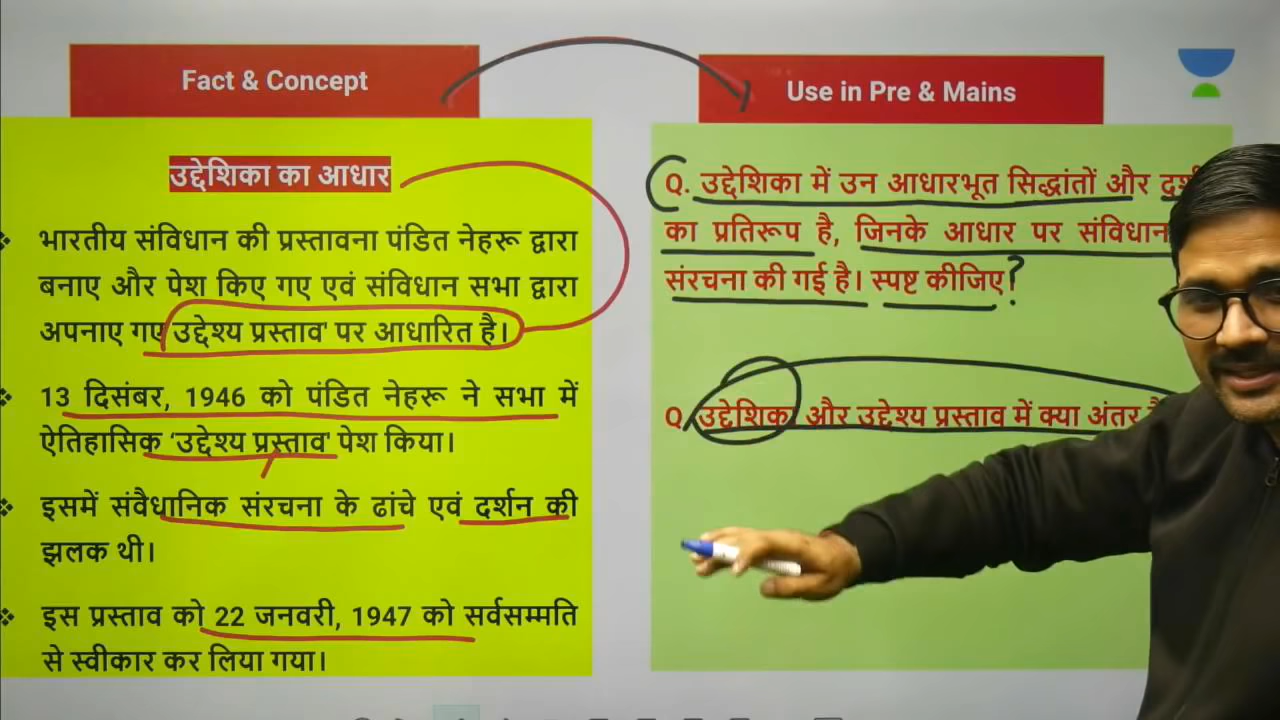 Fact & Concept
उद्देशिका का आधार
भारतीय संविधान की प्रस्तावना पंडित नेहरू द्वारा
बनाए और पेश किए गए एवं संविधान सभा द्वारा
अपनाए गए उद्देश्य प्रस्ताव' पर आधारित है।
13 दिसंबर, 1946 को पंडित नेहरू ने सभा में
ऐतिहासिक ‘उद्देश्य प्रस्ताव' पेश किया।
इसमें संवैधानिक संरचना के ढांचे एवं दर्शन की
झलक थी।
इस प्रस्ताव को 22 जनवरी, 1947 को सर्वसम्मति
से स्वीकार कर लिया गया।
Use in Pre & Mains
Q. उद्देशिका में उन आधारभूत सिद्धांतों और
का प्रतिरूप है, जिनके आधार पर संविधान
संरचना की गई है। स्पष्ट कीजिए?
Q. उद्देशिका और उद्देश्य प्रस्ताव में क्या अंतर